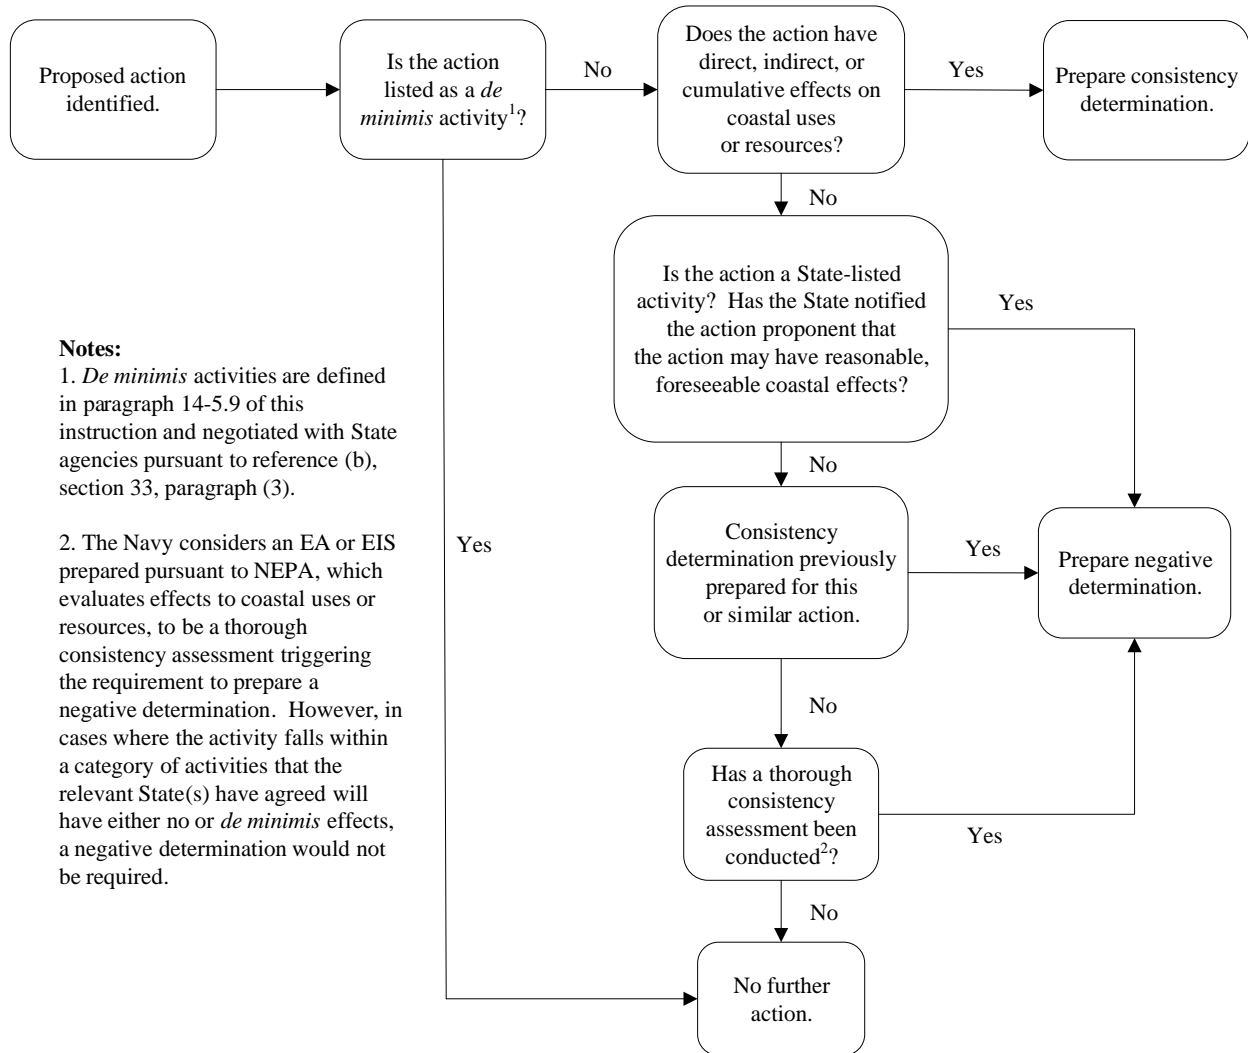 Proposed action
identified.
Is the action
listed as a de
minimis activity1?
No
Does the action have
direct, indirect, or
cumulative effects on
coastal uses
or resources?
Yes
Prepare consistency
determination.
No
Is the action a State-listed
activity? Has the State notified
the action proponent that
the action may have reasonable,
foreseeable coastal effects?
Yes
No
Consistency
determination previously
prepared for this
or similar action.
Yes
Prepare negative
determination.
No
Has a thorough
consistency
assessment been
conducted2?
Yes
No
No further
action.
Yes
Notes:
1. De minimis activities are defined
in paragraph 14-5.9 of this
instruction and negotiated with State
agencies pursuant to reference (b),
section 33, paragraph (3).
2. The Navy considers an EA or EIS
prepared pursuant to NEPA, which
evaluates effects to coastal uses or
resources, to be a thorough
consistency assessment triggering
the requirement to prepare a
negative determination. However, in
cases where the activity falls within
a category of activities that the
relevant State(s) have agreed will
have either no or de minimis effects,
a negative determination would not
be required.